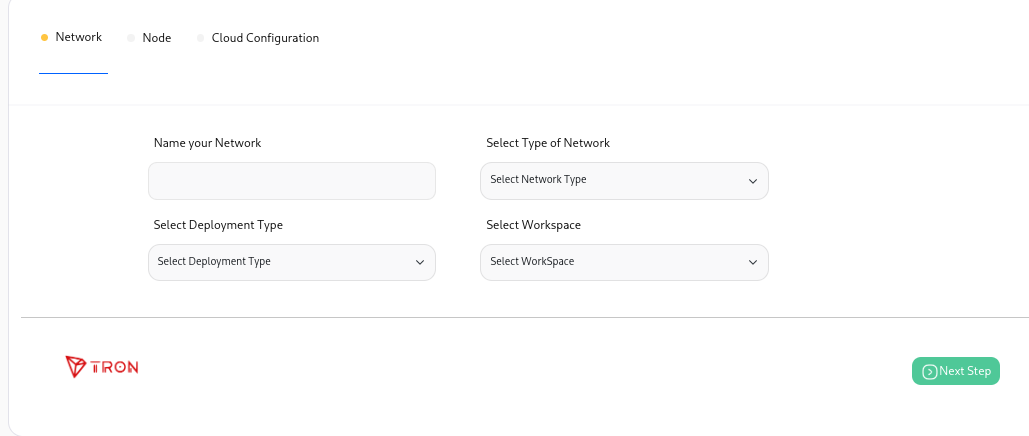 Network Node Cloud Configuration
Name your Network Select Type of Network
Select Network Type
Select Deployment Type Select Workspace
Select Deployment Type Select WorkSpace
TRON
Next Step